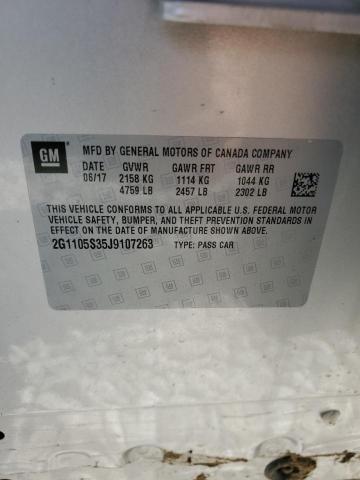 GM
MFD BY GENERAL MOTORS OF CANADA COMPANY
DATE GVWR GAWR FRT GAWR RR
06/17 2158 KG 1114 KG 1044 KG
4759 LB 2457 LB 2302 LB
THIS VEHICLE CONFORMS TO ALL APPLICABLE U.S. FEDERAL MOTOR
VEHICLE SAFETY, BUMPER, AND THEFT PREVENTION STANDARDS IN
EFFECT ON THE DATE OF MANUFACTURE SHOWN ABOVE.
2G1105S35J9107263 TYPE: PASS CAR